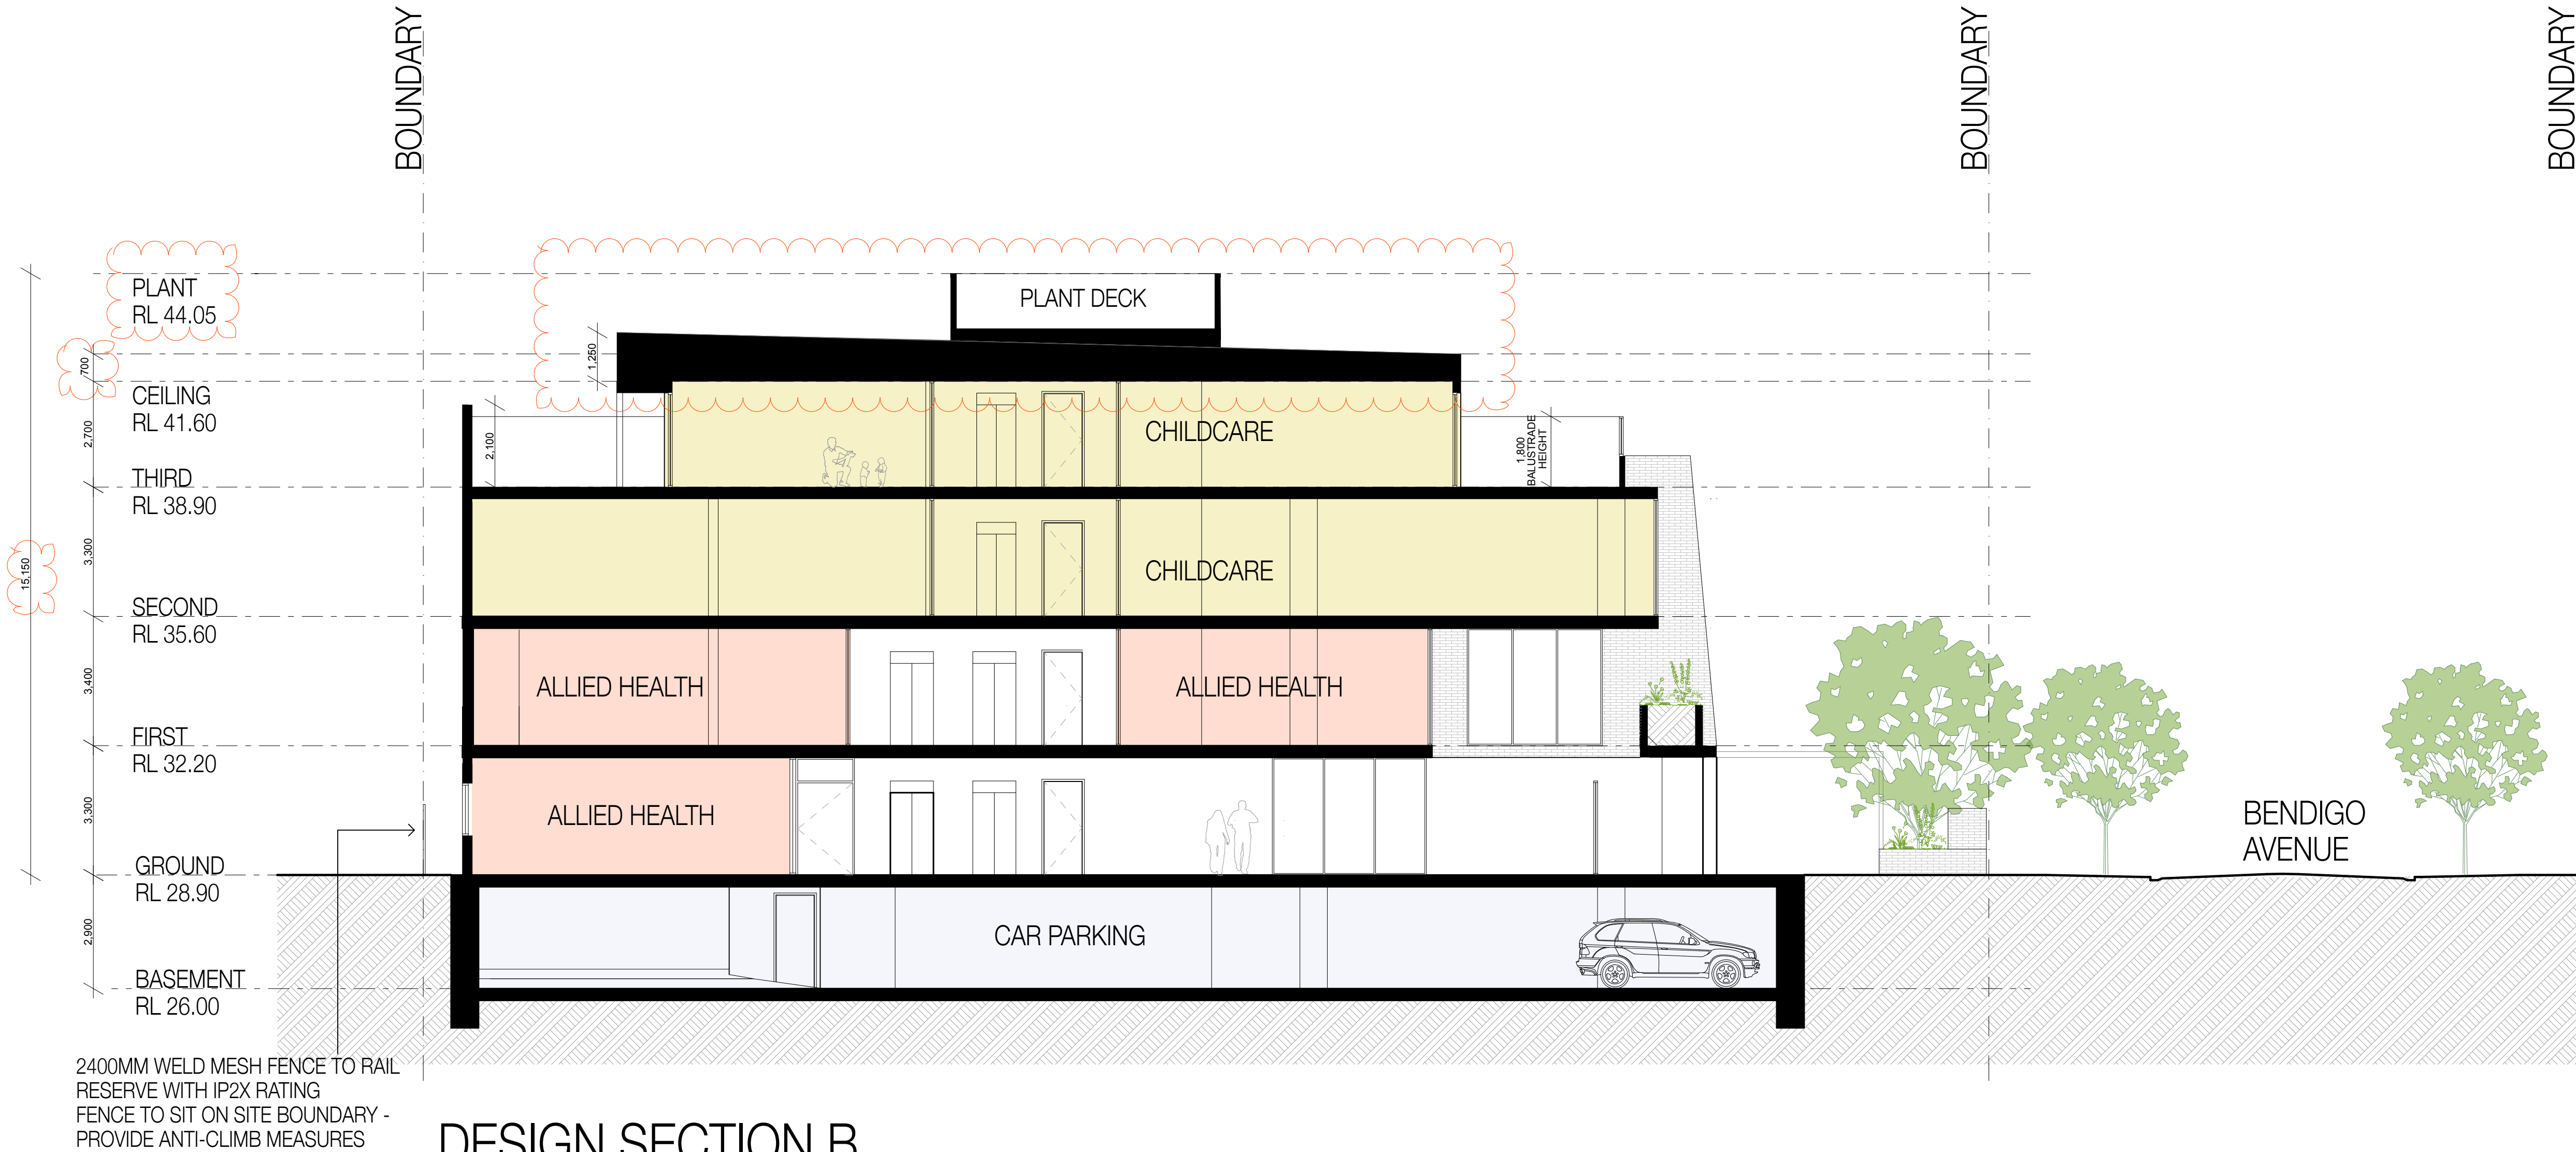 BOUNDARY
BOUNDARY
BOUNDARY
PLANT
RL 44.05
PLANT DECK
700
1,250
CEILING
RL 41.60
2,700
2,100
CHILDCARE
1,800
BALUSTRADE
HEIGHT
THIRD
RL 38.90
3,300
15,150
CHILDCARE
SECOND
RL 35.60
3,400
ALLIED HEALTH
ALLIED HEALTH
FIRST
RL 32.20
3,300
ALLIED HEALTH
BENDIGO
AVENUE
GROUND
RL 28.90
2,900
CAR PARKING
BASEMENT
RL 26.00
2400MM WELD MESH FENCE TO RAIL
RESERVE WITH IP2X RATING
FENCE TO SIT ON SITE BOUNDARY -
PROVIDE ANTI-CLIMB MEASURES
DESIGN SECTION B